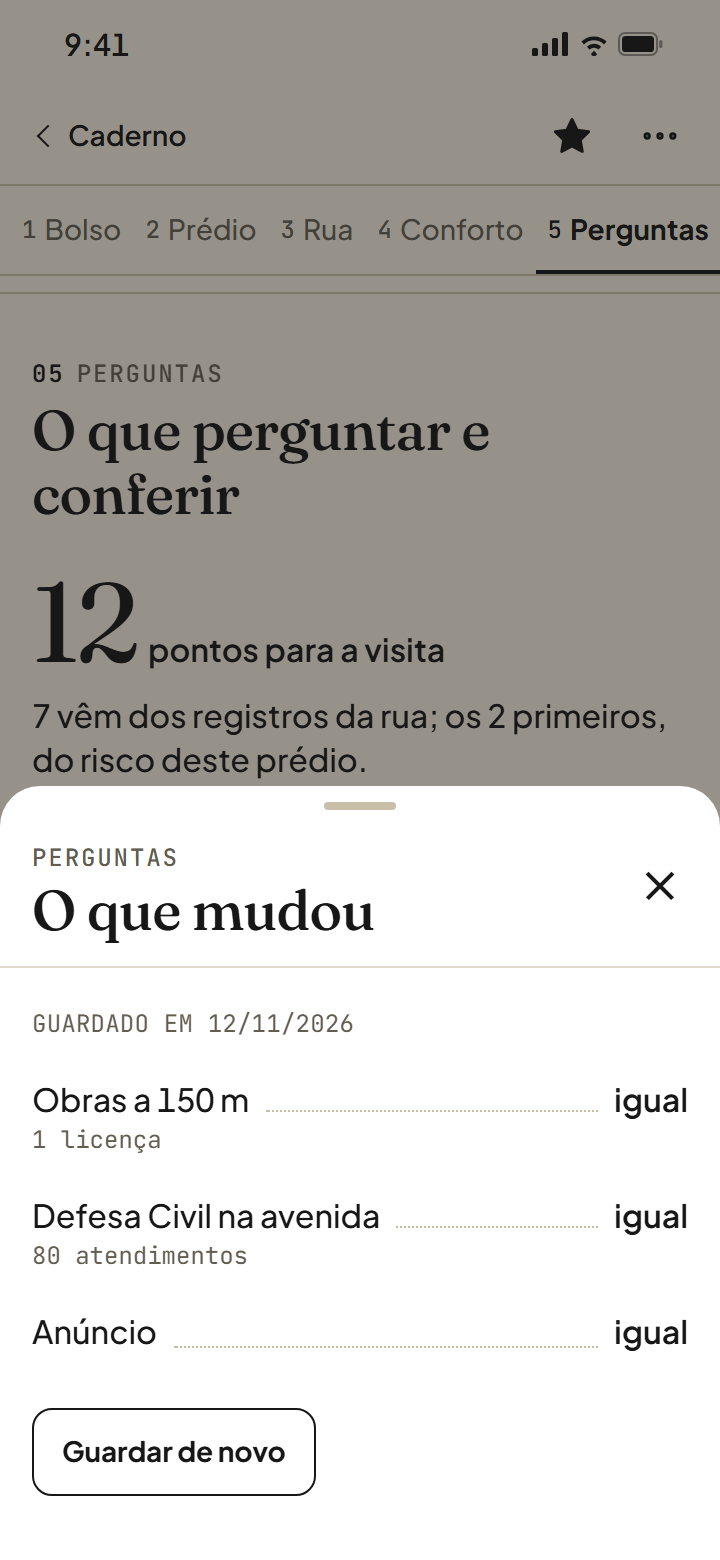 9:41
Caderno
1 Bolso 2 Prédio 3 Rua 4 Conforto 5 Perguntas
05 PERGUNTAS
O que perguntar e
conferir
12 pontos para a visita
7 vêm dos registros da rua; os 2 primeiros,
do risco deste prédio.
PERGUNTAS
O que mudou
GUARDADO EM 12/11/2026
Obras a 150 m igual
1 licença
Defesa Civil na avenida igual
80 atendimentos
Anúncio igual
Guardar de novo